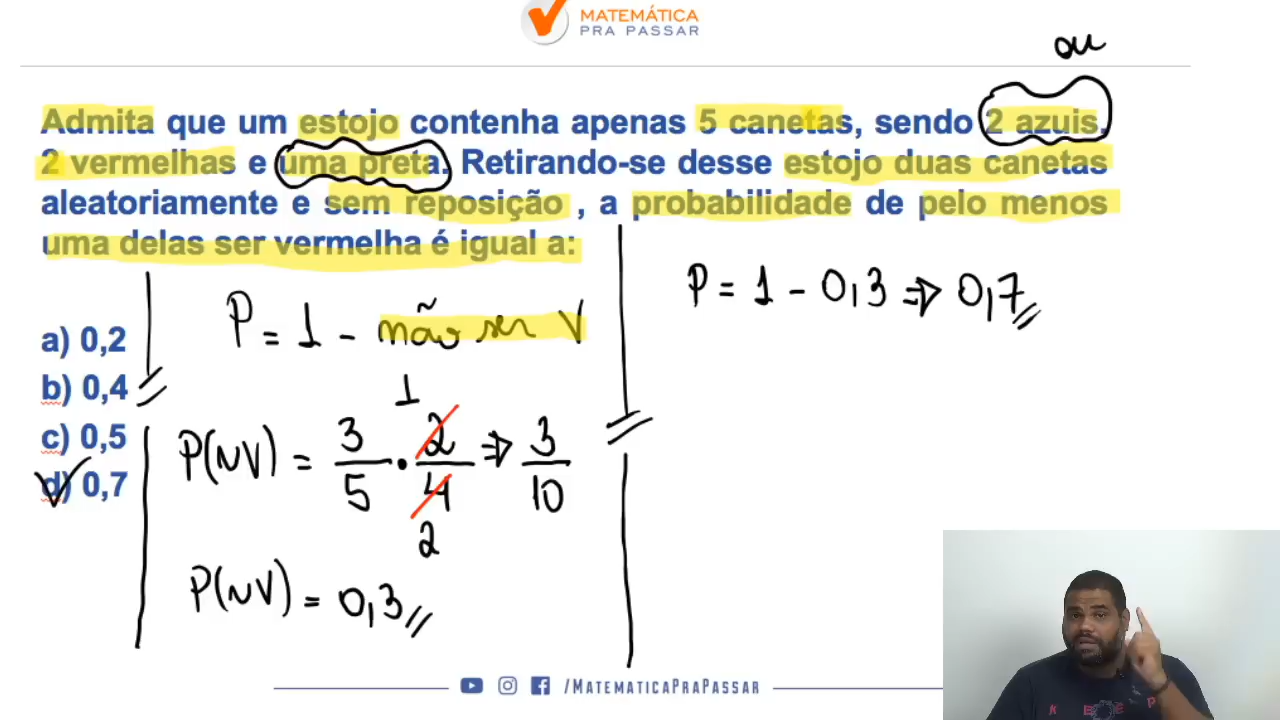 MATEMÁTICA
PRA PASSAR
ou
Admita que um estojo contenha apenas 5 canetas, sendo 2 azuis,
2 vermelhas e uma preta. Retirando-se desse estojo duas canetas
aleatoriamente e sem reposição , a probabilidade de pelo menos
uma delas ser vermelha é igual a:
a) 0,2
b) 0,4
c) 0,5
d) 0,7
P = 1 - não ser V
1
P(NV) = 3/5 • 2/4 ⇒ 3/10
2
P(NV) = 0,3
P = 1 - 0,3 ⇒ 0,7
/MATEMATICAPRAPASSAR